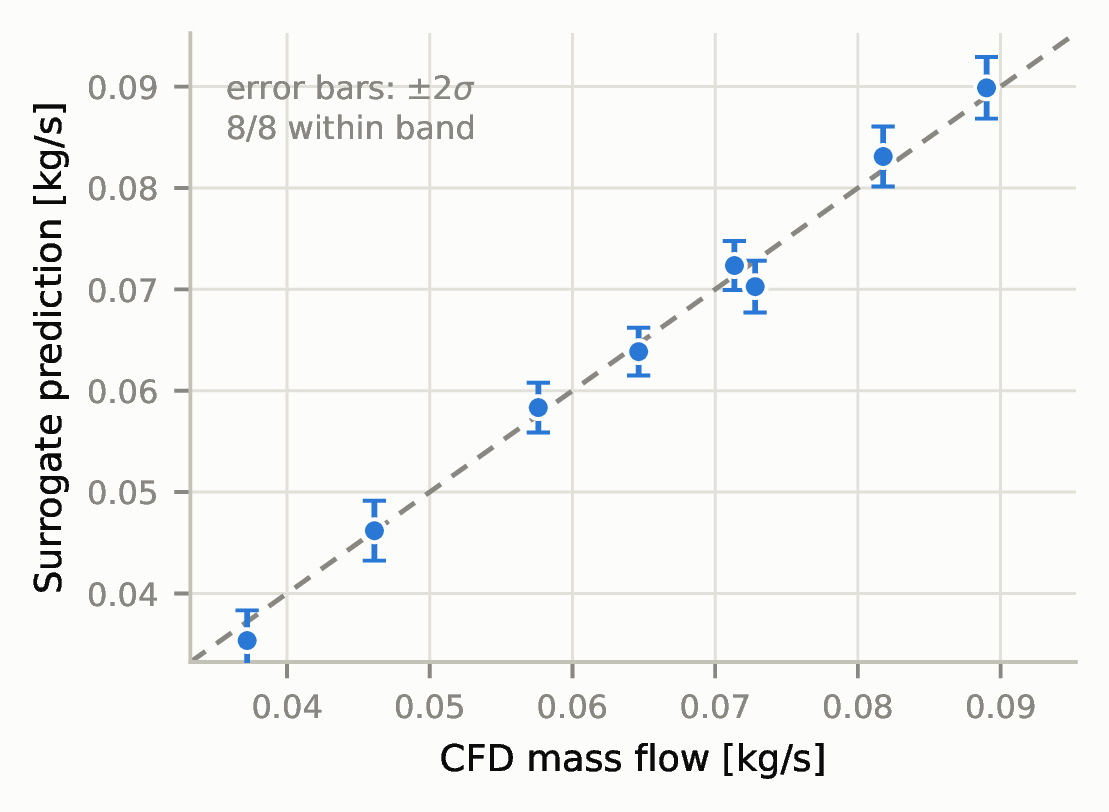 error bars: ±2σ
8/8 within band
Surrogate prediction [kg/s]
0.09
0.08
0.07
0.06
0.05
0.04
0.04 0.05 0.06 0.07 0.08 0.09
CFD mass flow [kg/s]